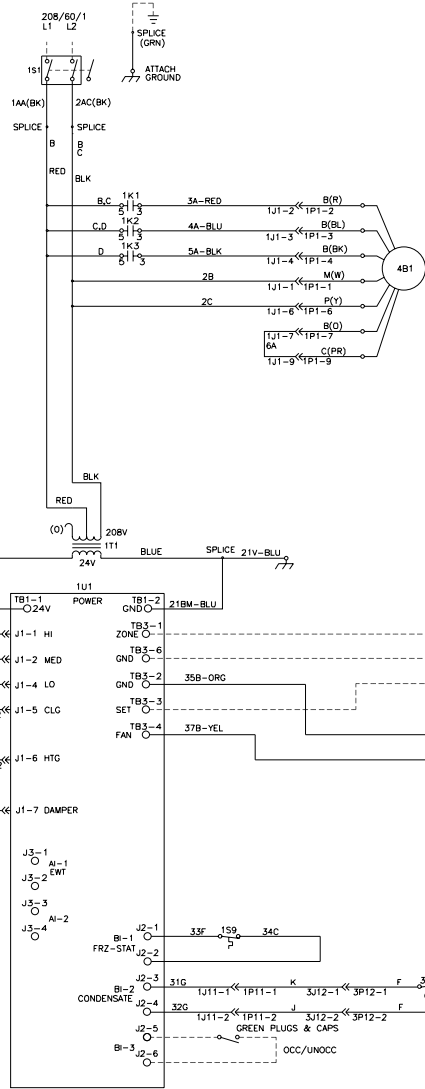 208/60/1
L1 L2
SPLICE
(GRN)
1S1
ATTACH
GROUND
1AA(BK) 2AC(BK)
SPLICE SPLICE
B B
C
RED
BLK
B,C 1K1 3A-RED B(R)
5 3 1J1-2 1P1-2
C,D 1K2 4A-BLU B(BL)
5 3 1J1-3 1P1-3
D 1K3 5A-BLK B(BK)
5 3 1J1-4 1P1-4
4B1
2B M(W)
1J1-1 1P1-1
2C P(Y)
1J1-6 1P1-6
B(O)
1J1-7 1P1-7
6A
C(PR)
1J1-9 1P1-9
BLK
RED
(O) 208V
1T1
24V
BLUE SPLICE 21V-BLU
1U1
TB1-1 POWER TB1-2
24V GND 21BM-BLU
TB3-1
J1-1 HI ZONE
TB3-6
J1-2 MED GND
TB3-2
J1-4 LO GND 35B-ORG
TB3-3
J1-5 CLG SET
TB3-4
FAN 37B-YEL
J1-6 HTG
J1-7 DAMPER
J3-1
AI-1
EWT
J3-2
J3-3
AI-2
J3-4
J2-1
BI-1 33F 1S9 34C
FRZ-STAT
J2-2
J2-3
BI-2 31G K F 3
1J11-1 1P11-1 3J12-1 3P12-1
CONDENSATE
J2-4
32G J F
1J11-2 1P11-2 3J12-2 3P12-2
J2-5 GREEN PLUGS & CAPS
BI-3 OCC/UNOCC
J2-6